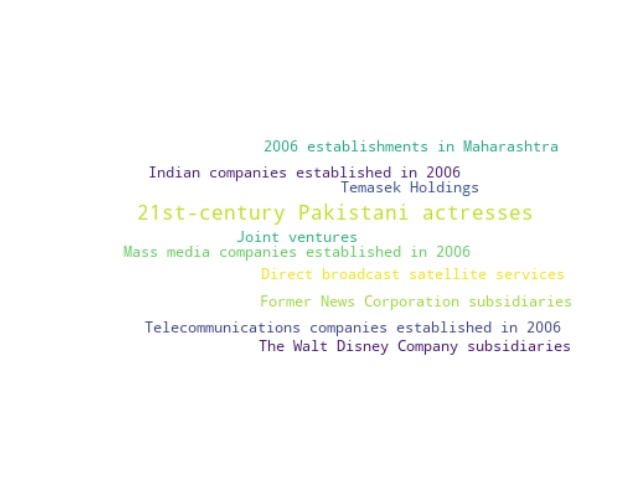 2006 establishments in Maharashtra
Indian companies established in 2006
Temasek Holdings
21st-century Pakistani actresses
Joint ventures
Mass media companies established in 2006
Direct broadcast satellite services
Former News Corporation subsidiaries
Telecommunications companies established in 2006
The Walt Disney Company subsidiaries